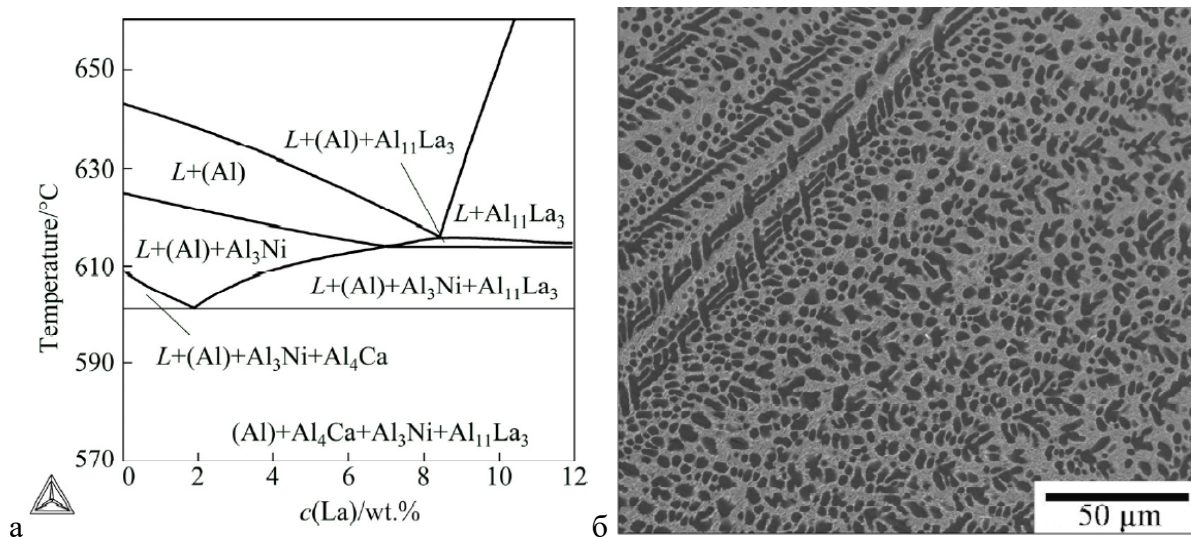 650
630
610
590
570
Temperature/°C
L+(Al)+Al₁₁La₃
L+(Al)
L+Al₁₁La₃
L+(Al)+Al₃Ni
L+(Al)+Al₃Ni+Al₁₁La₃
L+(Al)+Al₃Ni+Al₄Ca
(Al)+Al₄Ca+Al₃Ni+Al₁₁La₃
0 2 4 6 8 10 12
c(La)/wt.%
а
50 µm
б